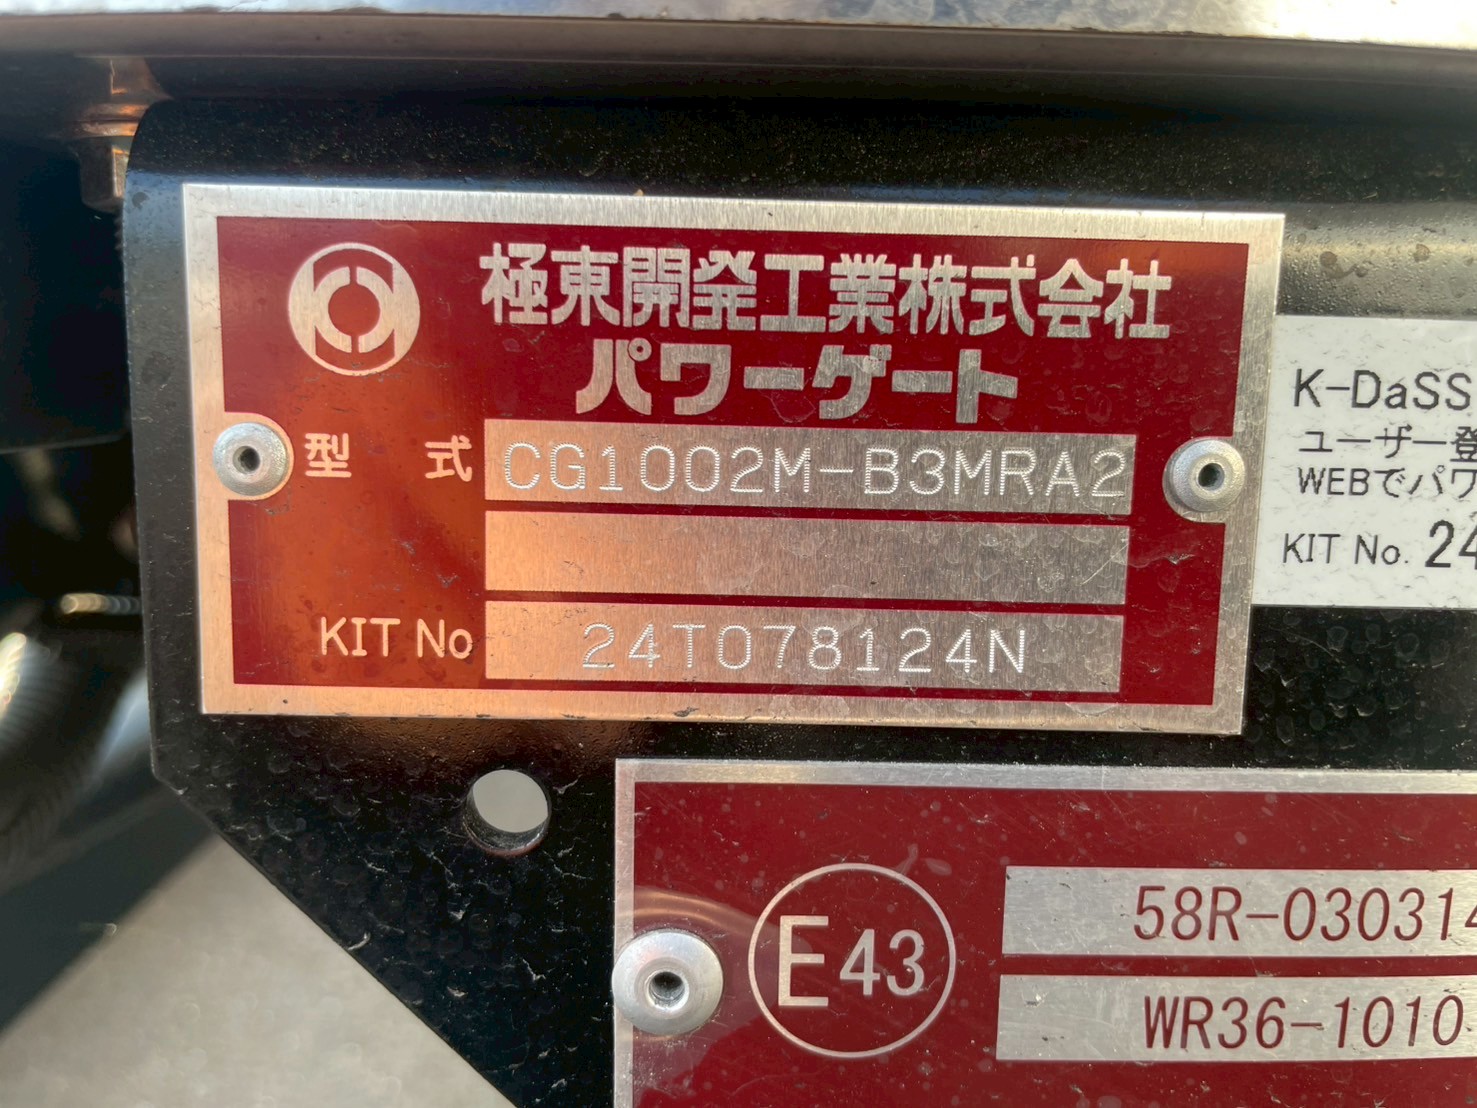 極東開発工業株式会社
パワーゲート
型 式 CG1002M-B3MRA2
KIT No 24T078124N
K-DaSS
ユーザー登
WEBでパワ
KIT No. 24
E 43
58R-030314
WR36-1010